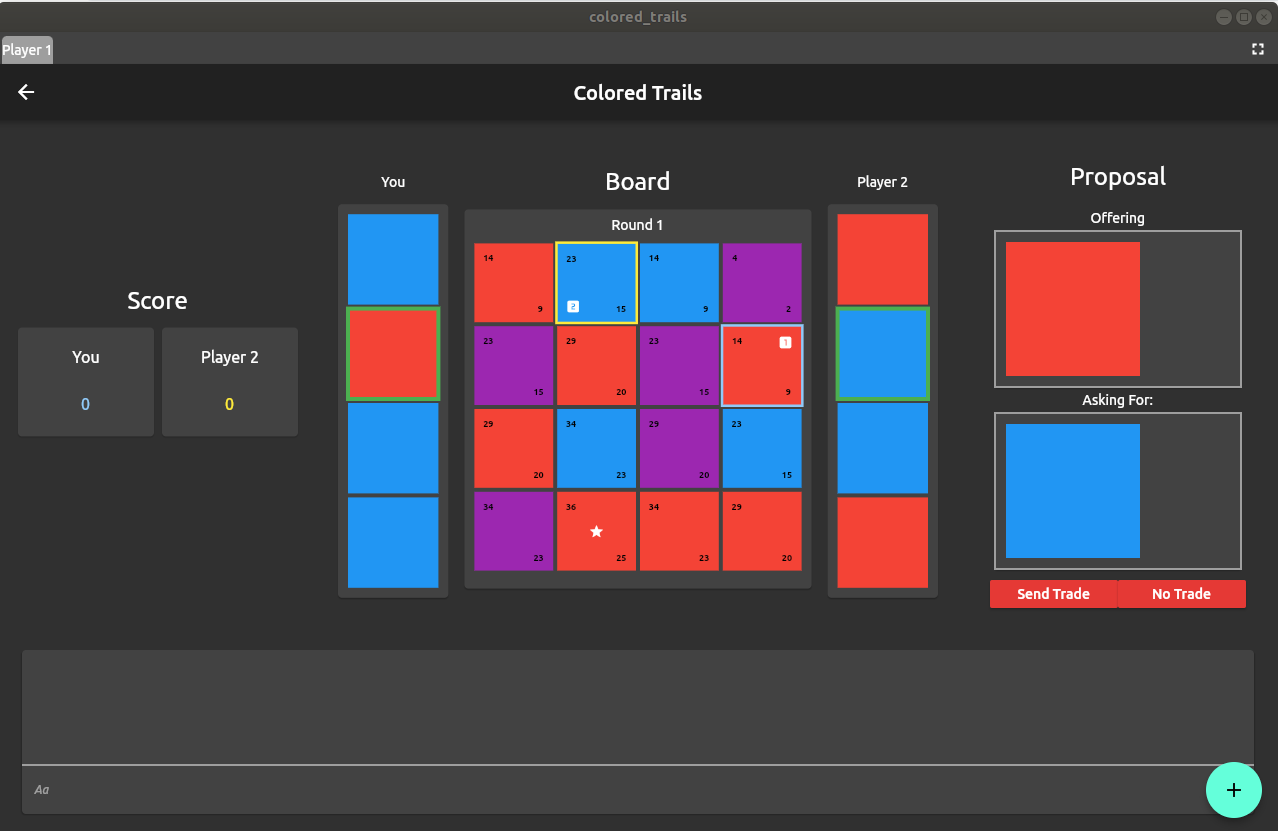 colored_trails
Player 1
Colored Trails
Score
You
Player 2
0
0
You
Board
Round 1
14 9
23 2 15
14 9
4 2
23 15
29 20
23 15
14 1 9
29 20
34 23
29 20
23 15
34 23
36 25
34 23
29 20
Player 2
Proposal
Offering
Asking For:
Send Trade
No Trade
Aa